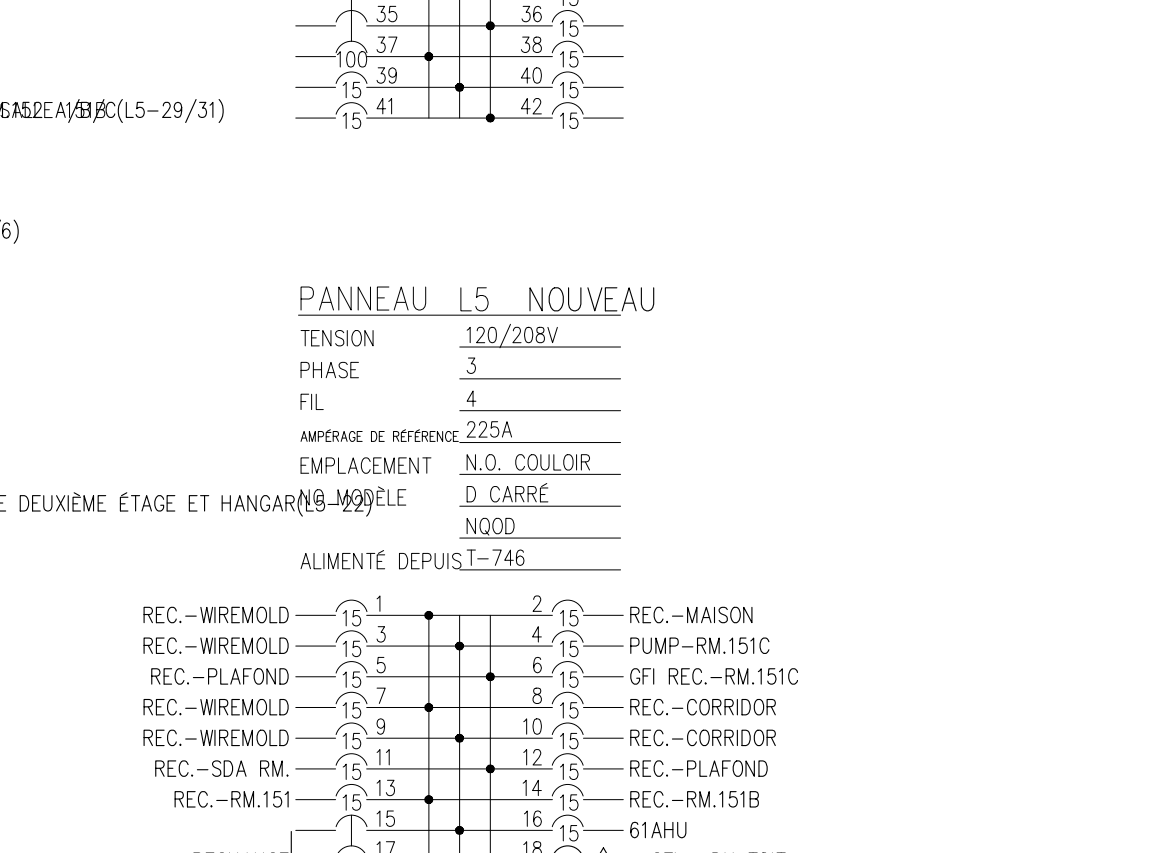 35 36 15
37 38
100 15
39 40
15 15
41 42
15 15
(L5-29/31)
6)
PANNEAU L5 NOUVEAU
TENSION 120/208V
PHASE 3
FIL 4
AMPÉRAGE DE RÉFÉRENCE 225A
EMPLACEMENT N.O. COULOIR
NO MODÈLE D CARRÉ
E DEUXIÈME ÉTAGE ET HANGAR(L5-22)
NQOD
ALIMENTÉ DEPUIS T-746
REC.-WIREMOLD 15 1 2 15 REC.-MAISON
REC.-WIREMOLD 15 3 4 15 PUMP-RM.151C
REC.-PLAFOND 15 5 6 15 GFI REC.-RM.151C
REC.-WIREMOLD 15 7 8 15 REC.-CORRIDOR
REC.-WIREMOLD 15 9 10 15 REC.-CORRIDOR
REC.-SDA RM. 15 11 12 15 REC.-PLAFOND
REC.-RM.151 15 13 14 15 REC.-RM.151B
15 16 15 61AHU
17 18